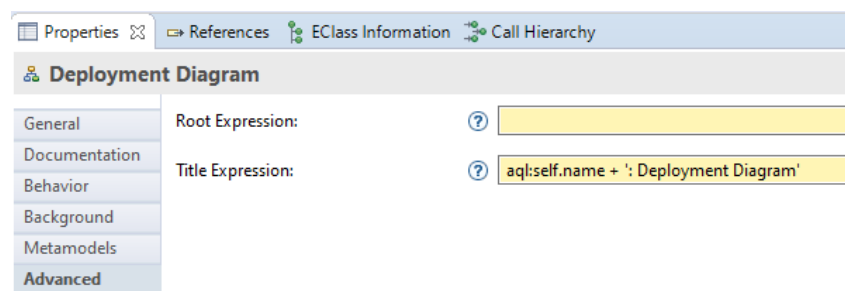 Properties References EClass Information Call Hierarchy
Deployment Diagram
General
Root Expression: ?
Documentation
Title Expression: ? aql:self.name + ': Deployment Diagram'
Behavior
Background
Metamodels
Advanced